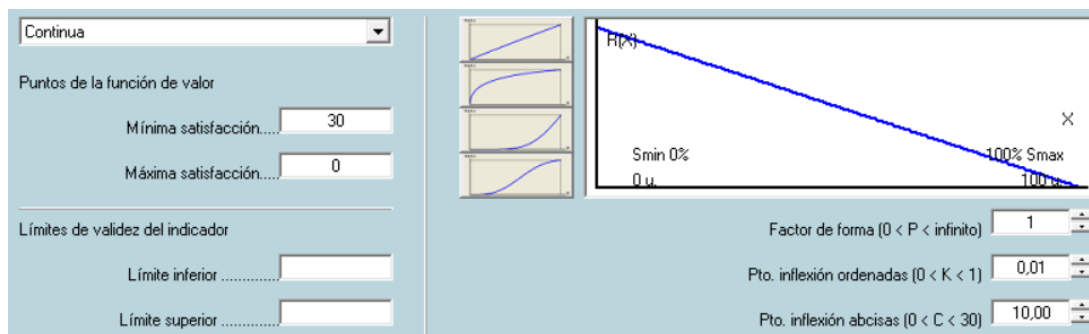 Continua
Puntos de la función de valor
Mínima satisfacción..... 30
Máxima satisfacción..... 0
Límites de validez del indicador
Límite inferior .............
Límite superior .............
R(X)
X
Smin 0%
100% Smax
0 u.
100 u.
Factor de forma (0 < P < infinito) 1
Pto. inflexión ordenadas (0 < K < 1) 0,01
Pto. inflexión abcisas (0 < C < 30) 10,00